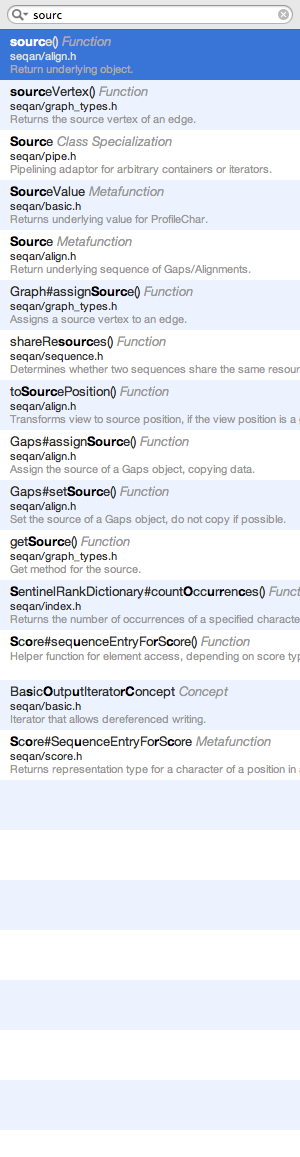 sourc
source() Function
seqan/align.h
Return underlying object.
sourceVertex() Function
seqan/graph_types.h
Returns the source vertex of an edge.
Source Class Specialization
seqan/pipe.h
Pipelining adaptor for arbitrary containers or iterators.
SourceValue Metafunction
seqan/basic.h
Returns underlying value for ProfileChar.
Source Metafunction
seqan/align.h
Return underlying sequence of Gaps/Alignments.
Graph#assignSource() Function
seqan/graph_types.h
Assigns a source vertex to an edge.
shareResources() Function
seqan/sequence.h
Determines whether two sequences share the same resour
toSourcePosition() Function
seqan/align.h
Transforms view to source position, if the view position is a
Gaps#assignSource() Function
seqan/align.h
Assign the source of a Gaps object, copying data.
Gaps#setSource() Function
seqan/align.h
Set the source of a Gaps object, do not copy if possible.
getSource() Function
seqan/graph_types.h
Get method for the source.
SentinelRankDictionary#countOccurrences() Funct
seqan/index.h
Returns the number of occurrences of a specified characte
Score#sequenceEntryForScore() Function
Helper function for element access, depending on score typ
BasicOutputIteratorConcept Concept
seqan/basic.h
Iterator that allows dereferenced writing.
Score#SequenceEntryForScore Metafunction
seqan/score.h
Returns representation type for a character of a position in